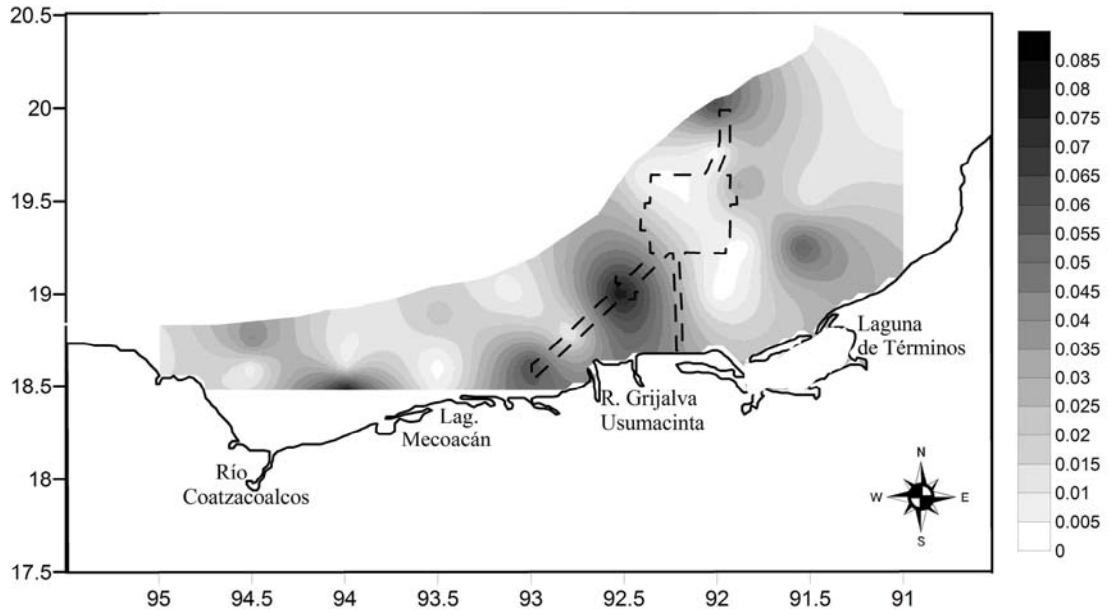 20.5
20
19.5
19
18.5
18
17.5
95
94.5
94
93.5
93
92.5
92
91.5
91
Río
Coatzacoalcos
Lag.
Mecoacán
R. Grijalva
Usumacinta
Laguna
de Términos
N
W
E
S
0.085
0.08
0.075
0.07
0.065
0.06
0.055
0.05
0.045
0.04
0.035
0.03
0.025
0.02
0.015
0.01
0.005
0